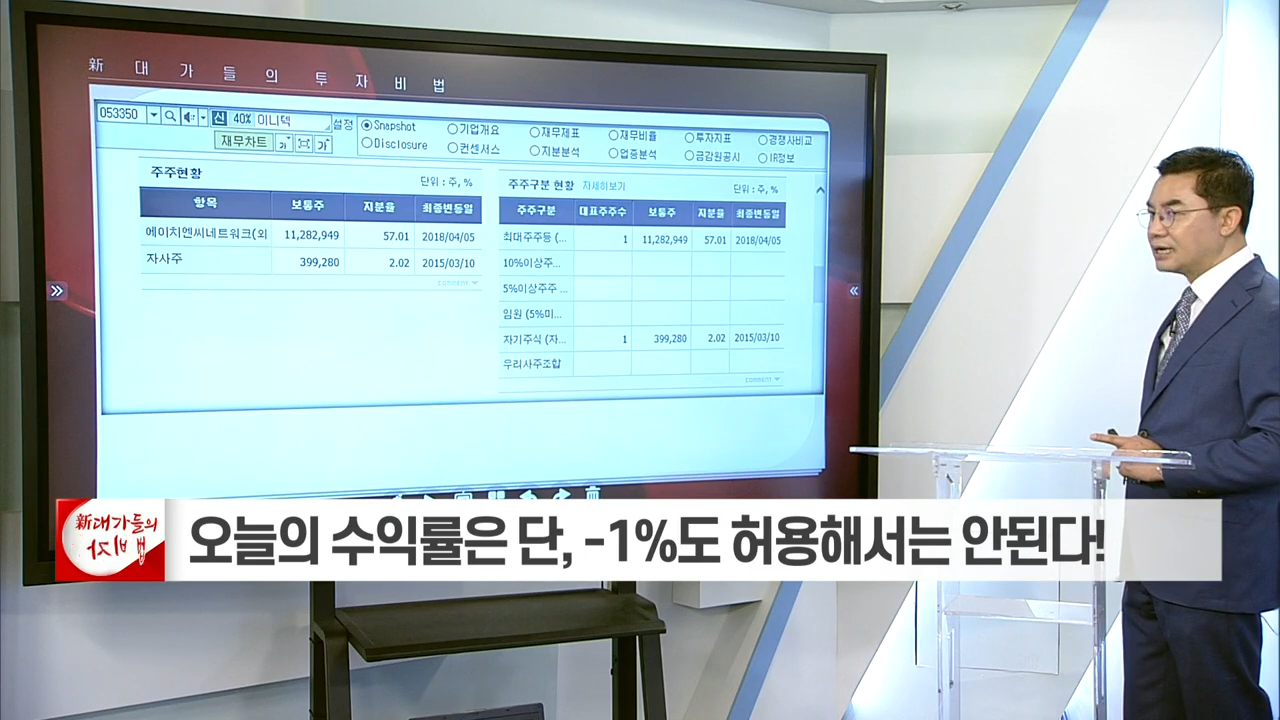 新 대 가 들 의 투 자 비 법
053350 신 40% 이니텍 설정
Snapshot 기업개요 재무제표 재무비율 투자지표 경쟁사비교
재무차트 가 가 Disclosure 컨센서스 지분분석 업종분석 금감원공시 IR정보
주주현황 단위 : 주, %
항목 보통주 지분율 최종변동일
에이치엔씨네트워크(외 11,282,949 57.01 2018/04/05
자사주 399,280 2.02 2015/03/10
comment
주주구분 현황 자세히보기 단위 : 주, %
주주구분 대표주주수 보통주 지분율 최종변동일
최대주주등 (... 1 11,282,949 57.01 2018/04/05
10%이상주...
5%이상주주 ...
임원 (5%미...
자기주식 (자... 1 399,280 2.02 2015/03/10
우리사주조합
comment
新대가들의
오늘의 수익률은 단, -1%도 허용해서는 안된다!